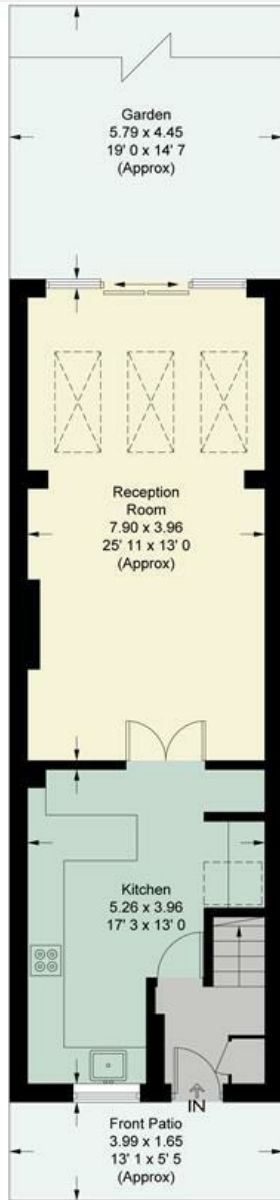 Garden
5.79 x 4.45
19' 0 x 14' 7
(Approx)
Reception
Room
7.90 x 3.96
25' 11 x 13' 0
(Approx)
Kitchen
5.26 x 3.96
17' 3 x 13' 0
IN
Front Patio
3.99 x 1.65
13' 1 x 5' 5
(Approx)